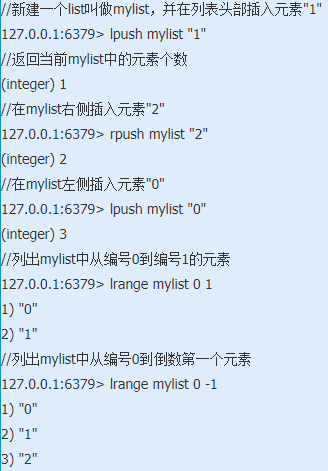 //新建一个list叫做mylist，并在列表头部插入元素"1"
127.0.0.1:6379> lpush mylist "1"
//返回当前mylist中的元素个数
(integer) 1
//在mylist右侧插入元素"2"
127.0.0.1:6379> rpush mylist "2"
(integer) 2
//在mylist左侧插入元素"0"
127.0.0.1:6379> lpush mylist "0"
(integer) 3
//列出mylist中从编号0到编号1的元素
127.0.0.1:6379> lrange mylist 0 1
1) "0"
2) "1"
//列出mylist中从编号0到倒数第一个元素
127.0.0.1:6379> lrange mylist 0 -1
1) "0"
2) "1"
3) "2"